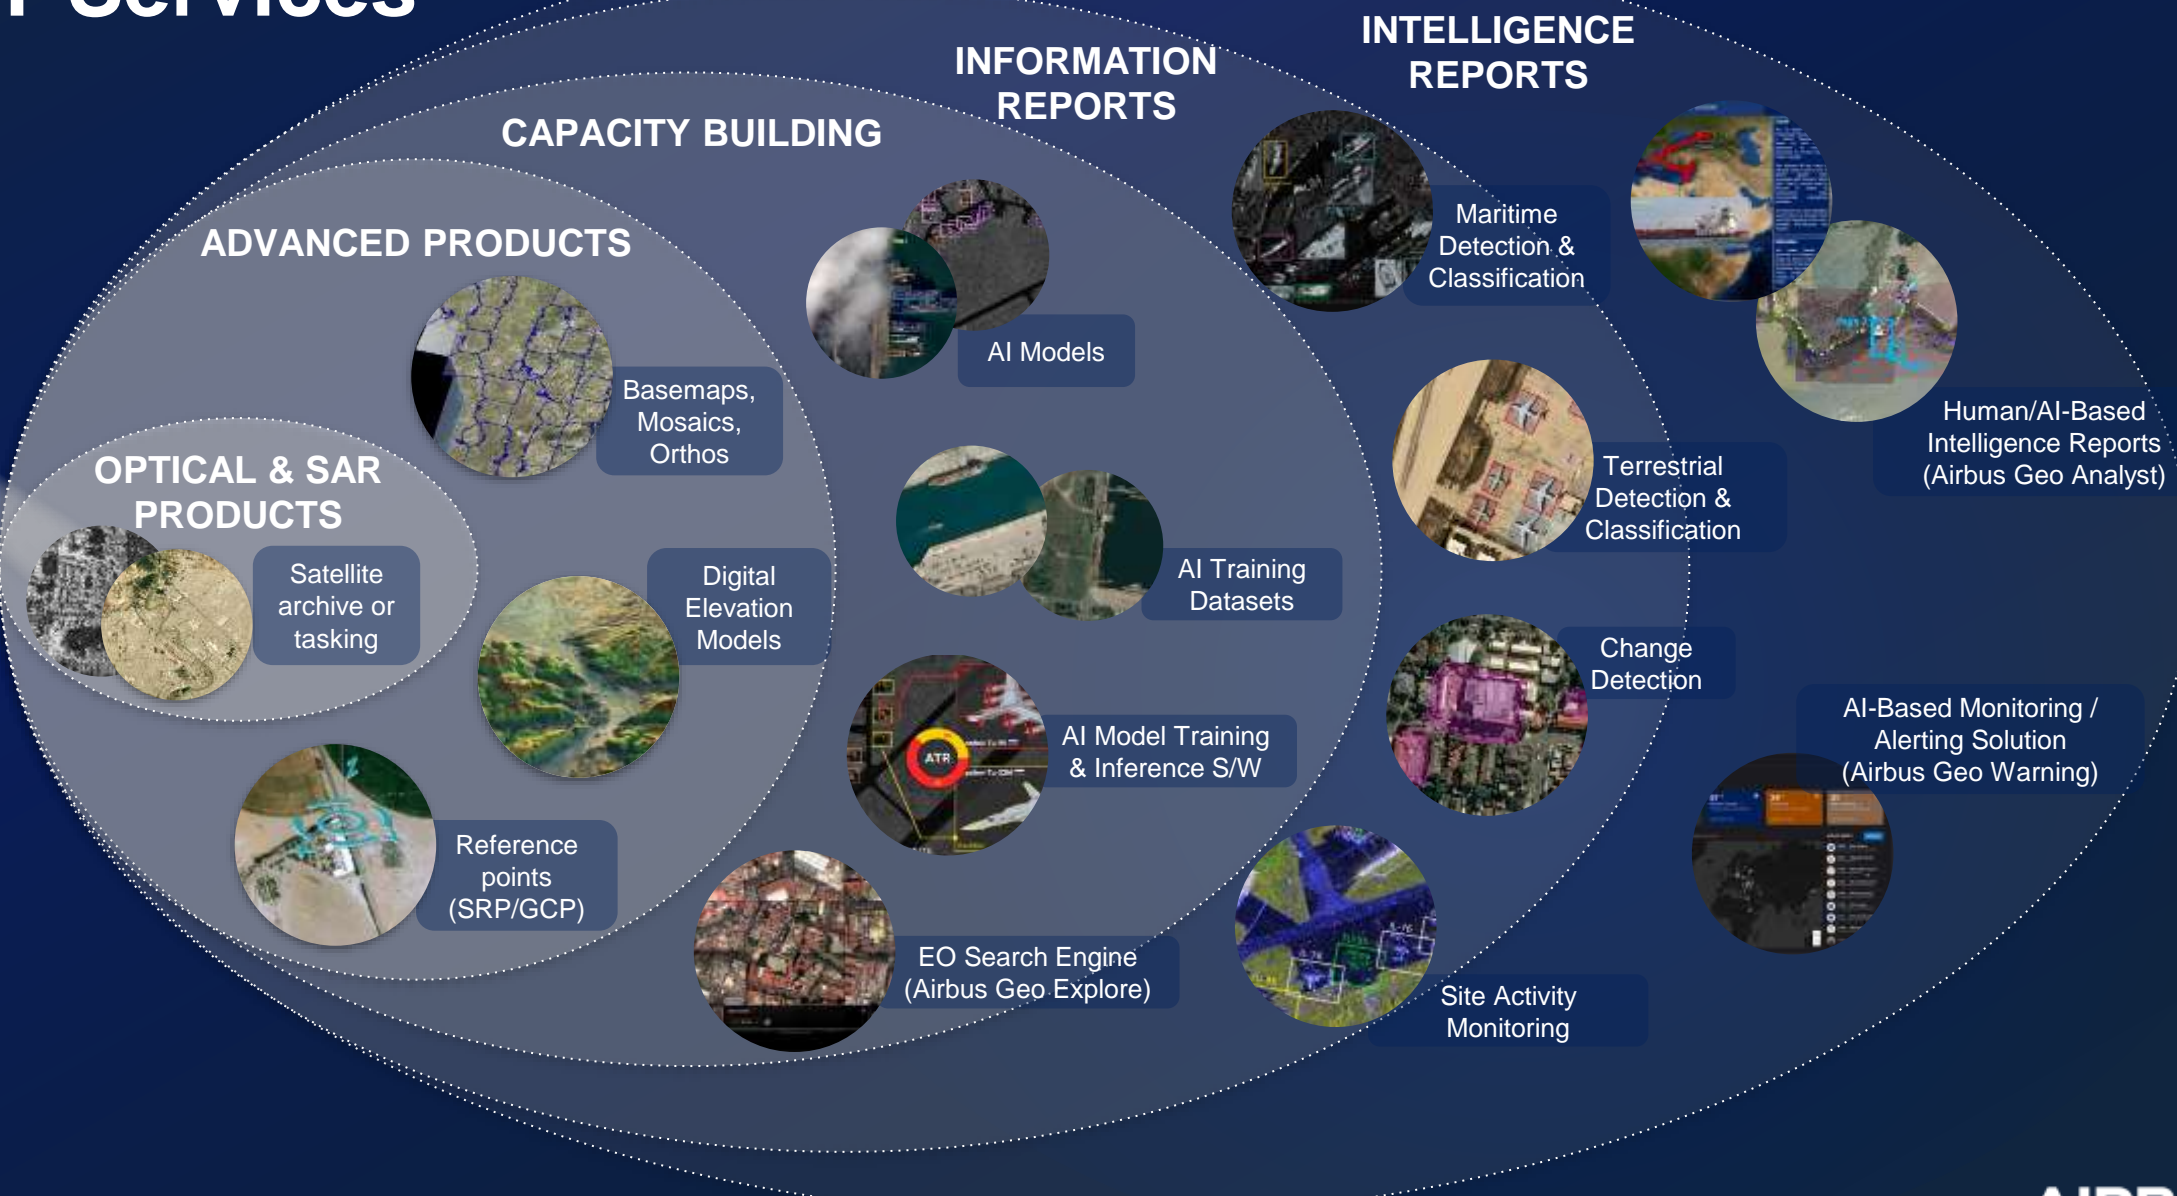 Services
INTELLIGENCE
REPORTS
INFORMATION
REPORTS
CAPACITY BUILDING
ADVANCED PRODUCTS
OPTICAL & SAR
PRODUCTS
Maritime
Detection &
Classification
AI Models
Basemaps,
Mosaics,
Orthos
Human/AI-Based
Intelligence Reports
(Airbus Geo Analyst)
Terrestrial
Detection &
Classification
Satellite
archive or
tasking
Digital
Elevation
Models
AI Training
Datasets
Change
Detection
AI Model Training
& Inference S/W
ATR
AI-Based Monitoring /
Alerting Solution
(Airbus Geo Warning)
Reference
points
(SRP/GCP)
EO Search Engine
(Airbus Geo Explore)
Site Activity
Monitoring